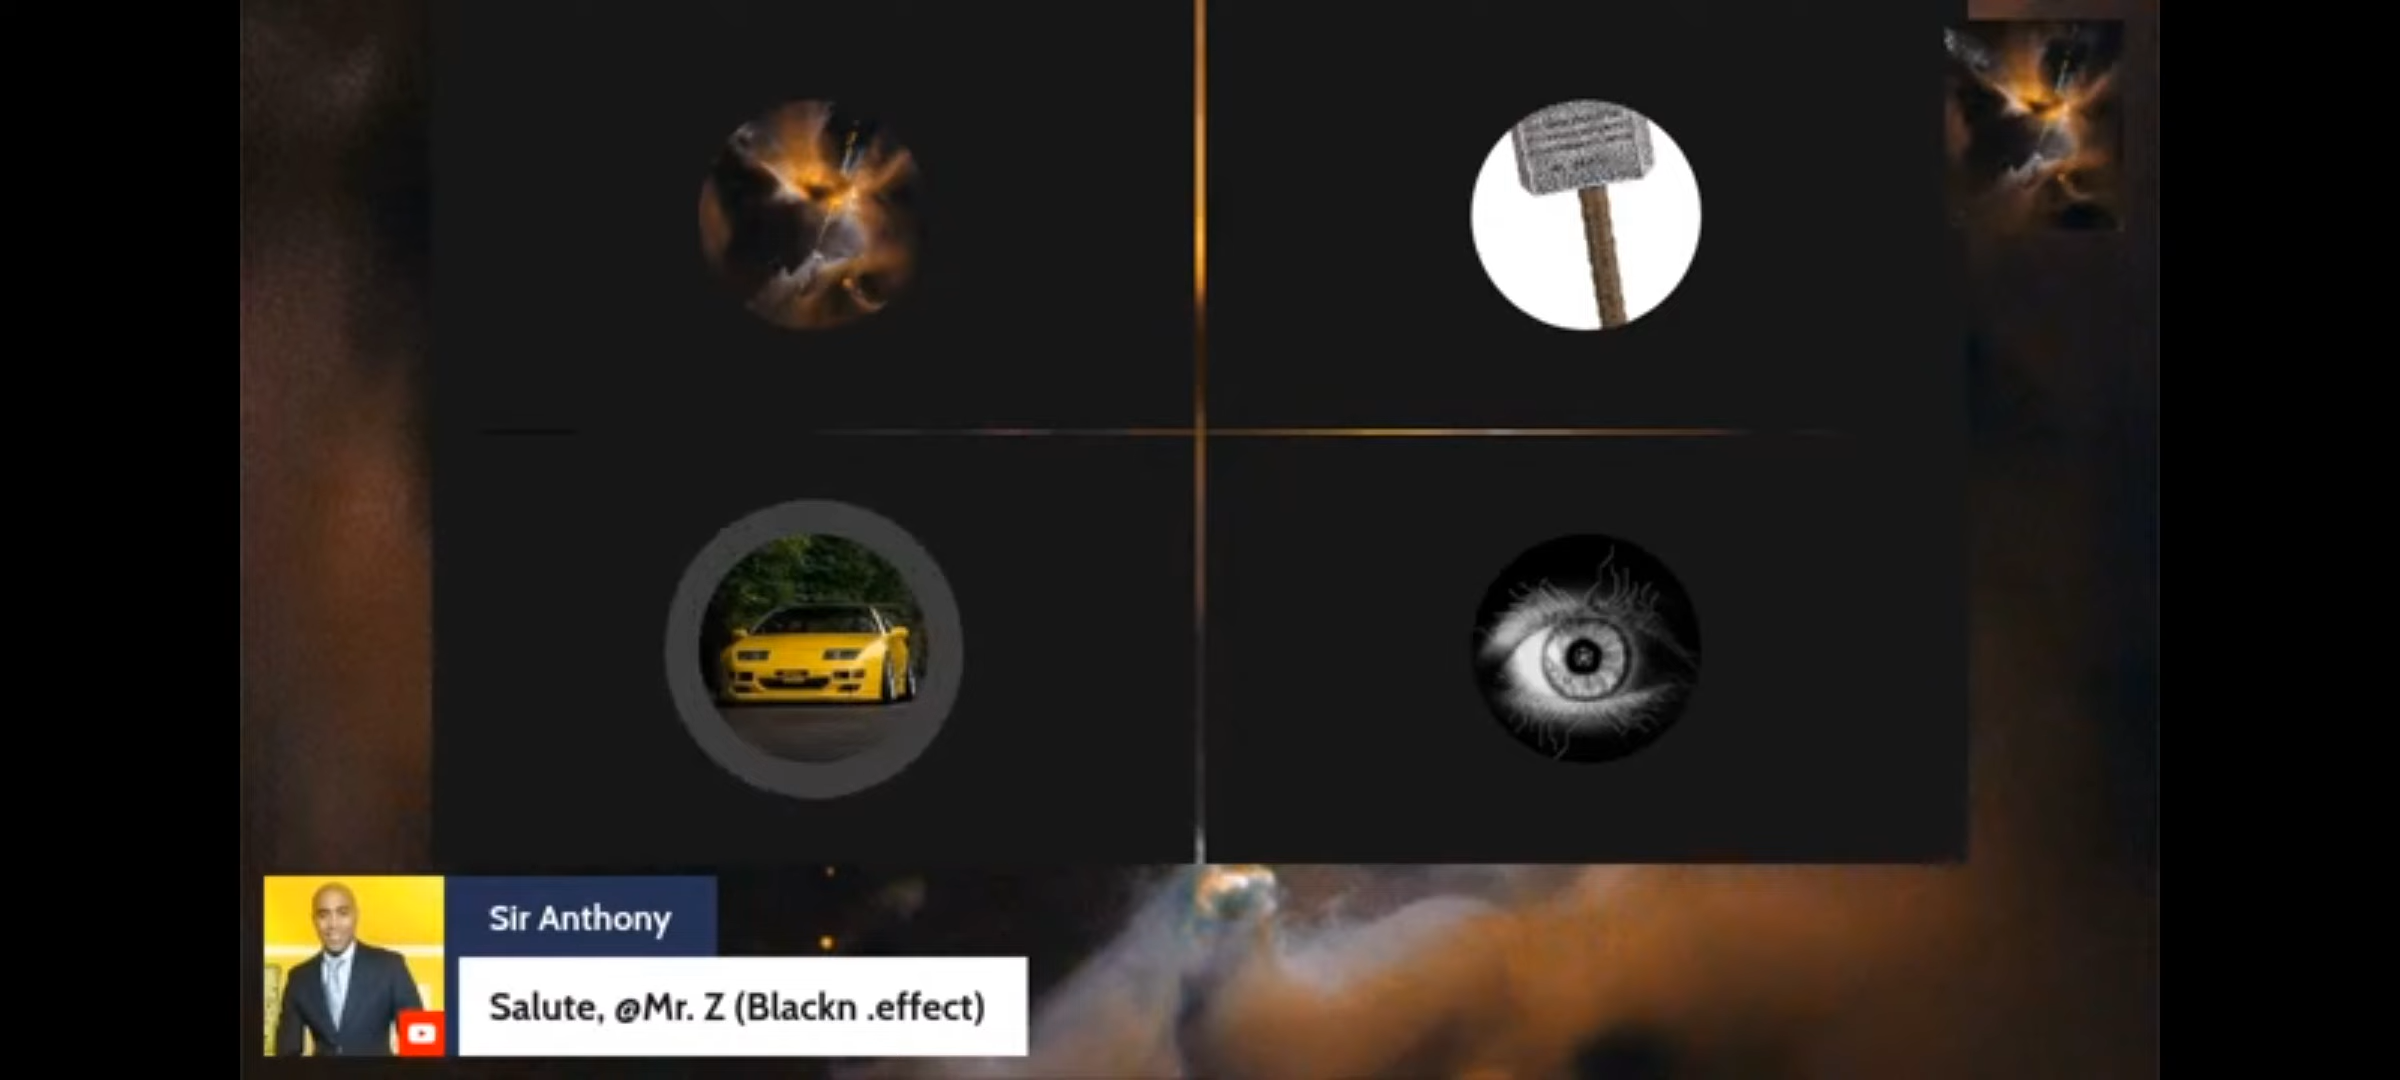 Sir Anthony
Salute, @Mr. Z (Blackn .effect)